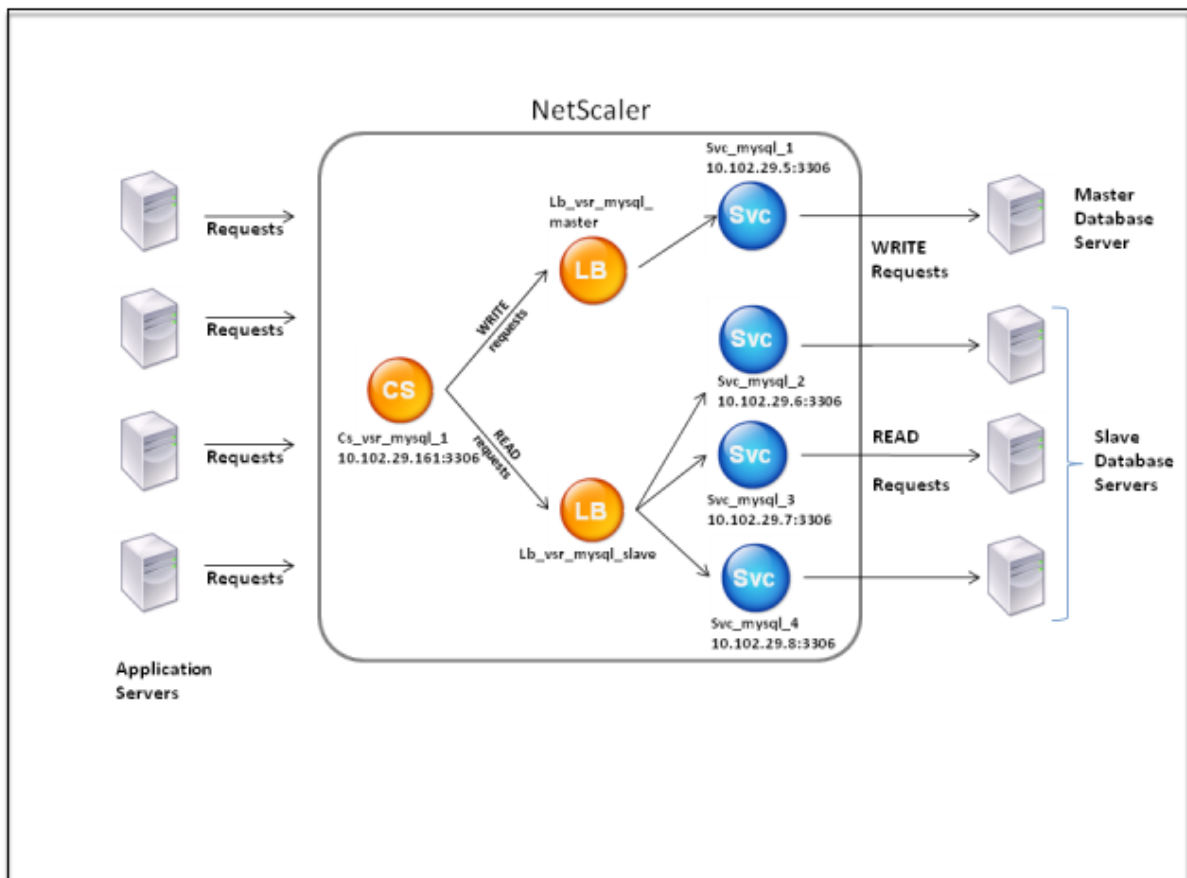 NetScaler
Requests
Requests
Requests
Requests
Application
Servers
CS
Cs_vsr_mysql_1
10.102.29.161:3306
WRITE
requests
READ
requests
Lb_vsr_mysql_
master
LB
LB
Lb_vsr_mysql_slave
Svc_mysql_1
10.102.29.5:3306
Svc
Svc
Svc_mysql_2
10.102.29.6:3306
Svc
Svc_mysql_3
10.102.29.7:3306
Svc
Svc_mysql_4
10.102.29.8:3306
WRITE
Requests
READ
Requests
Master
Database
Server
Slave
Database
Servers